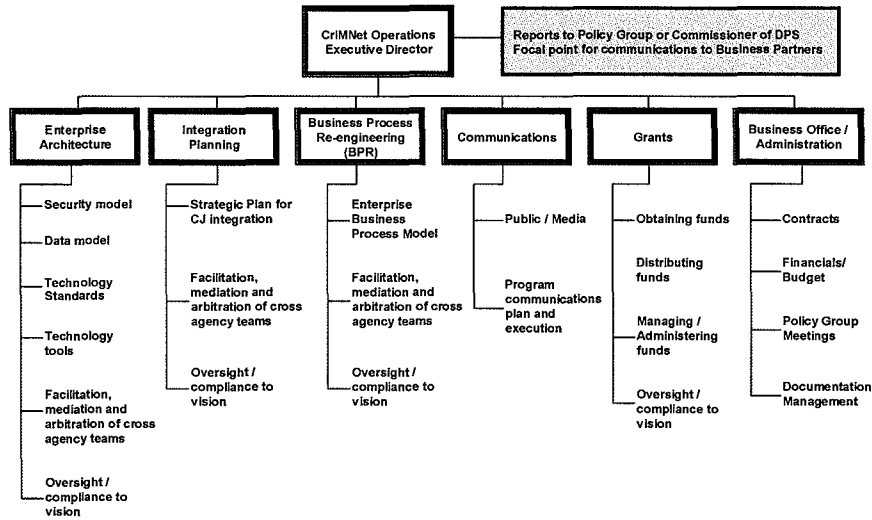 CriMNet Operations
Executive Director
Reports to Policy Group or Commissioner of DPS
Focal point for communications to Business Partners
Enterprise
Architecture
Integration
Planning
Business Process
Re-engineering
(BPR)
Communications
Grants
Business Office /
Administration
Security model
Data model
Technology
Standards
Technology
tools
Facilitation,
mediation and
arbitration of cross
agency teams
Oversight /
compliance to
vision
Strategic Plan for
CJ integration
Facilitation,
mediation and
arbitration of cross
agency teams
Oversight /
compliance to
vision
Enterprise
Business
Process Model
Facilitation,
mediation and
arbitration of cross
agency teams
Oversight /
compliance to
vision
Public / Media
Program
communications
plan and
execution
Obtaining funds
Distributing
funds
Managing /
Administering
funds
Oversight /
compliance to
vision
Contracts
Financials/
Budget
Policy Group
Meetings
Documentation
Management